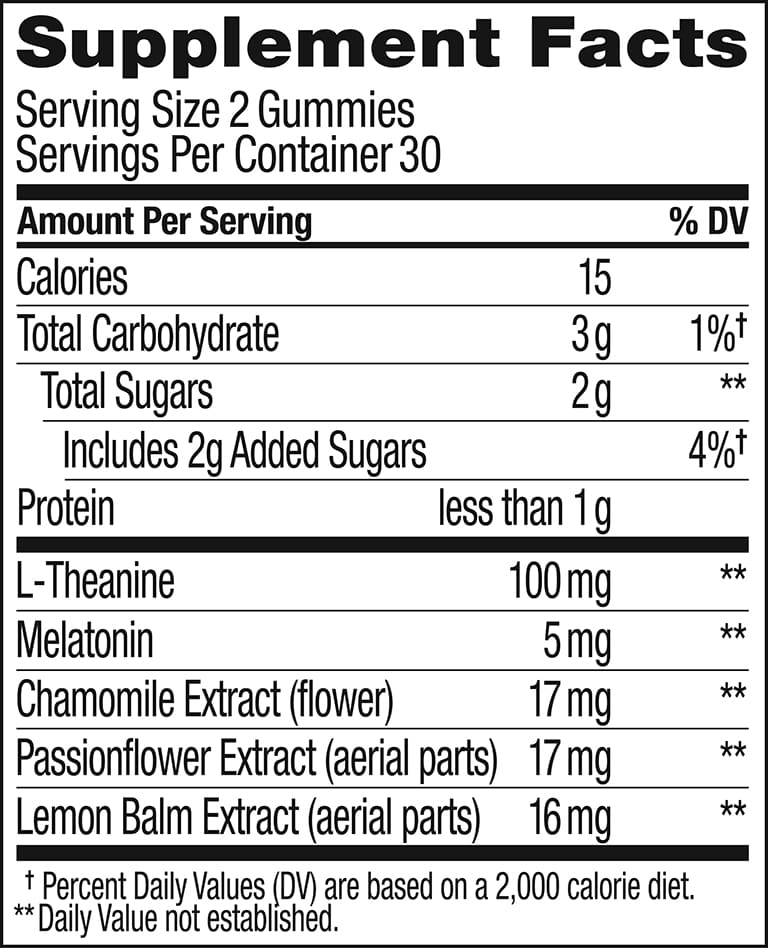 Supplement Facts
Serving Size 2 Gummies
Servings Per Container 30
Amount Per Serving % DV
Calories 15
Total Carbohydrate 3 g 1%†
Total Sugars 2 g **
Includes 2g Added Sugars 4%†
Protein less than 1 g
L-Theanine 100 mg **
Melatonin 5 mg **
Chamomile Extract (flower) 17 mg **
Passionflower Extract (aerial parts) 17 mg **
Lemon Balm Extract (aerial parts) 16 mg **
† Percent Daily Values (DV) are based on a 2,000 calorie diet.
** Daily Value not established.